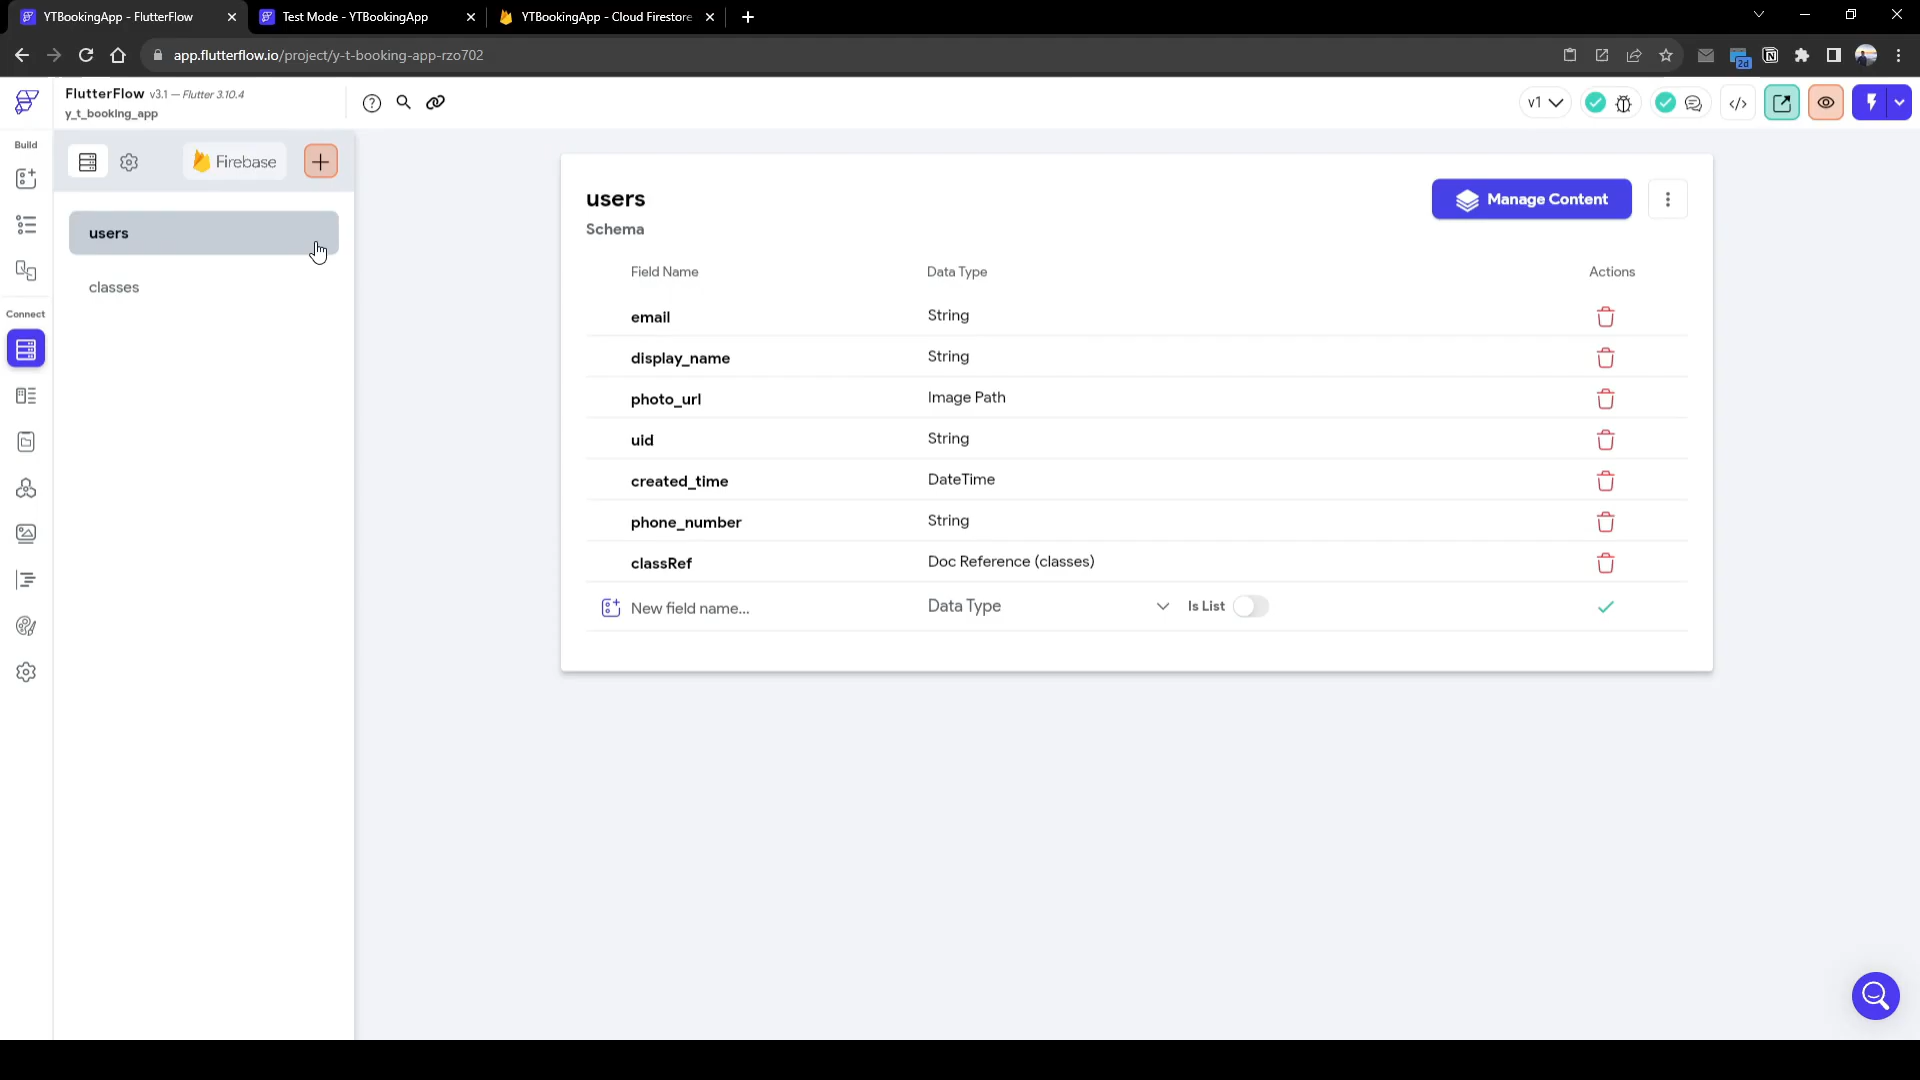 YTBookingApp - FlutterFlow
Test Mode - YTBookingApp
YTBookingApp - Cloud Firestore
app.flutterflow.io/project/y-t-booking-app-rzo702
2d
FlutterFlow v3.1 — Flutter 3.10.4
y_t_booking_app
v1
Build
Connect
Firebase
users
classes
users
Manage Content
Schema
Field Name Data Type Actions
email String
display_name String
photo_url Image Path
uid String
created_time DateTime
phone_number String
classRef Doc Reference (classes)
New field name... Data Type Is List